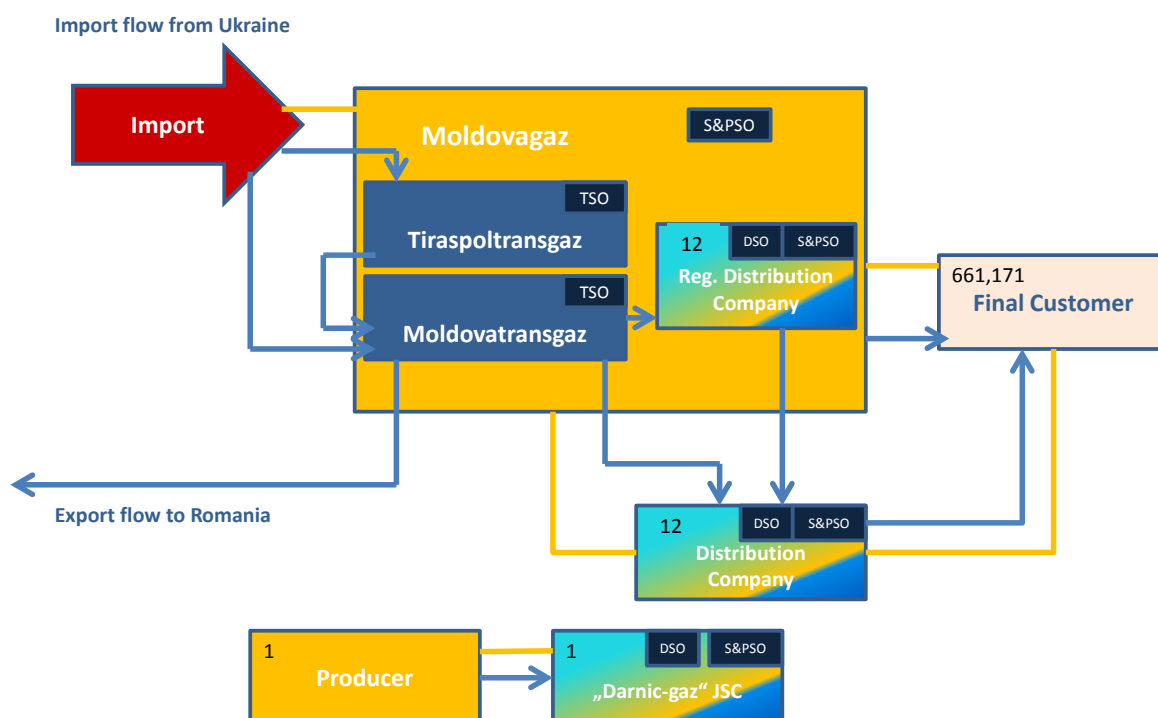 Import flow from Ukraine
Import
Moldovagaz
S&PSO
TSO
Tiraspoltransgaz
TSO
Moldovatransgaz
12
DSO
S&PSO
Reg. Distribution
Company
661,171
Final Customer
Export flow to Romania
12
DSO
S&PSO
Distribution
Company
1
Producer
1
DSO
S&PSO
„Darnic-gaz“ JSC